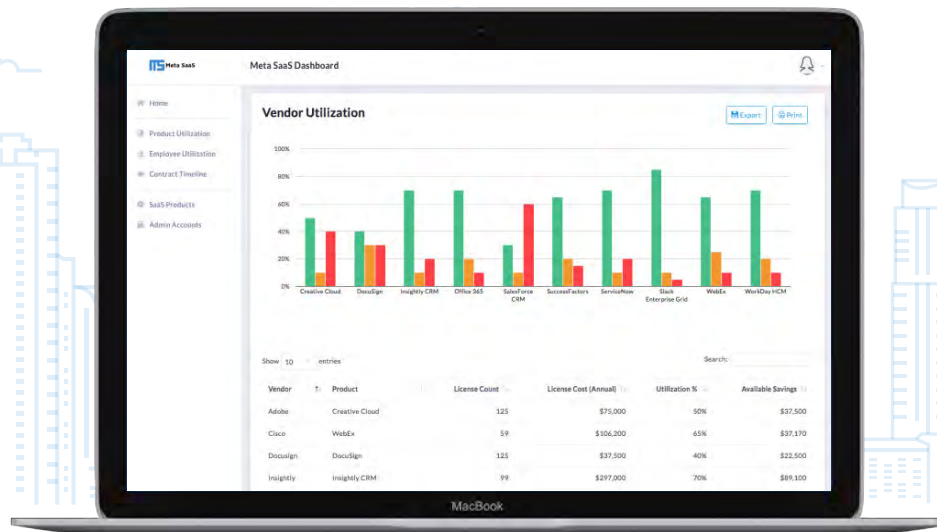 Meta SaaS
Meta SaaS Dashboard
Home
Product Utilization
Employee Utilization
Contract Timeline
SaaS Products
Admin Accounts
Vendor Utilization
Export
Print
100%
80%
60%
40%
20%
0%
Creative Cloud DocuSign Insightly CRM Office 365 SalesForce CRM SuccessFactors ServiceNow Slack Enterprise Grid WebEx WorkDay HCM
Show 10 entries
Search:
Vendor Product License Count License Cost (Annual) Utilization % Available Savings
Adobe Creative Cloud 125 $75,000 50% $37,500
Cisco WebEx 59 $106,200 65% $37,170
Docusign DocuSign 125 $37,500 40% $22,500
Insightly Insightly CRM 99 $297,000 70% $89,100
MacBook